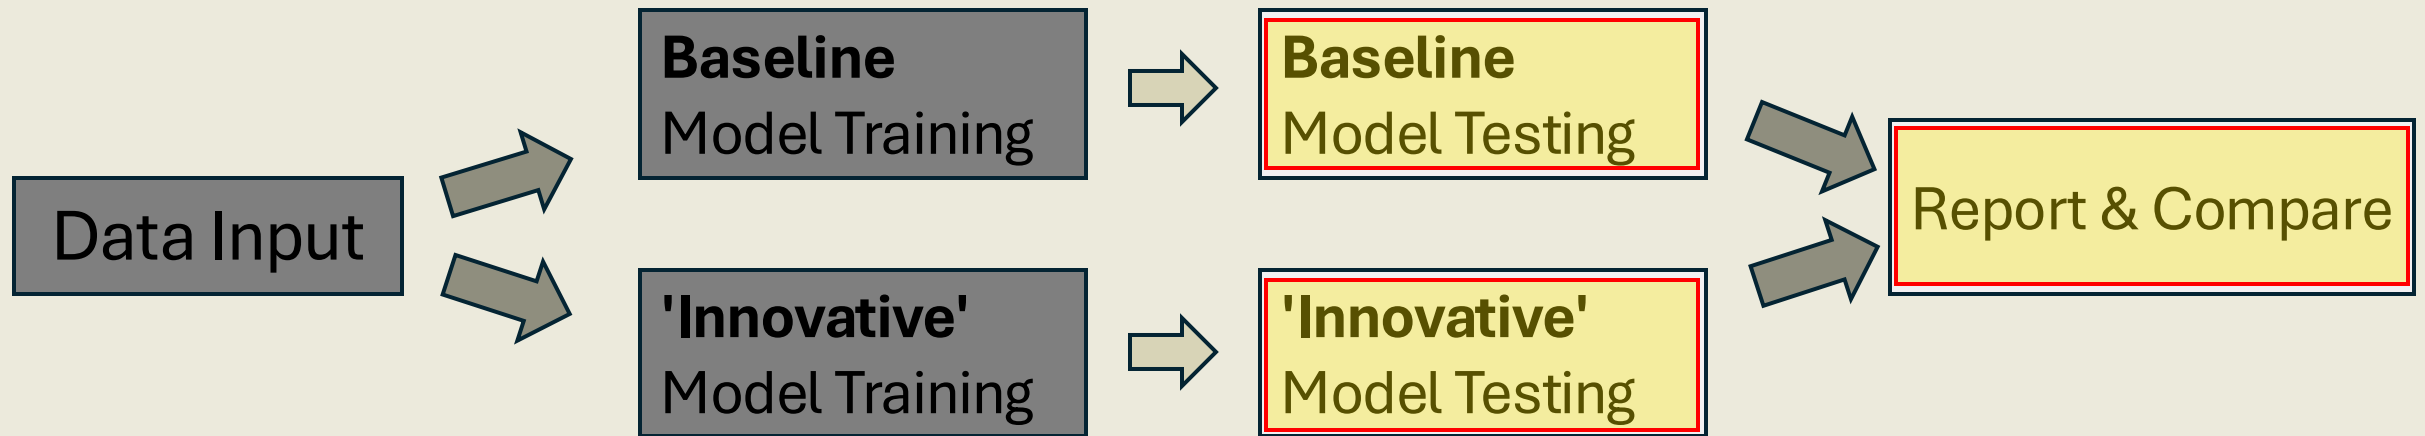 Data Input
Baseline
Model Training
'Innovative'
Model Training
Baseline
Model Testing
'Innovative'
Model Testing
Report & Compare